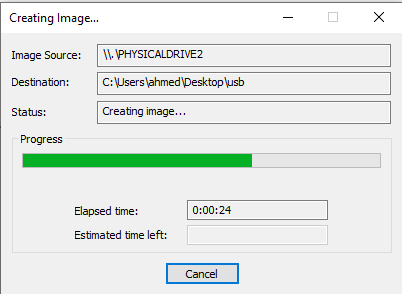 Creating Image...
Image Source: \\.\PHYSICALDRIVE2
Destination: C:\Users\ahmed\Desktop\usb
Status: Creating image...
Progress
Elapsed time: 0:00:24
Estimated time left:
Cancel